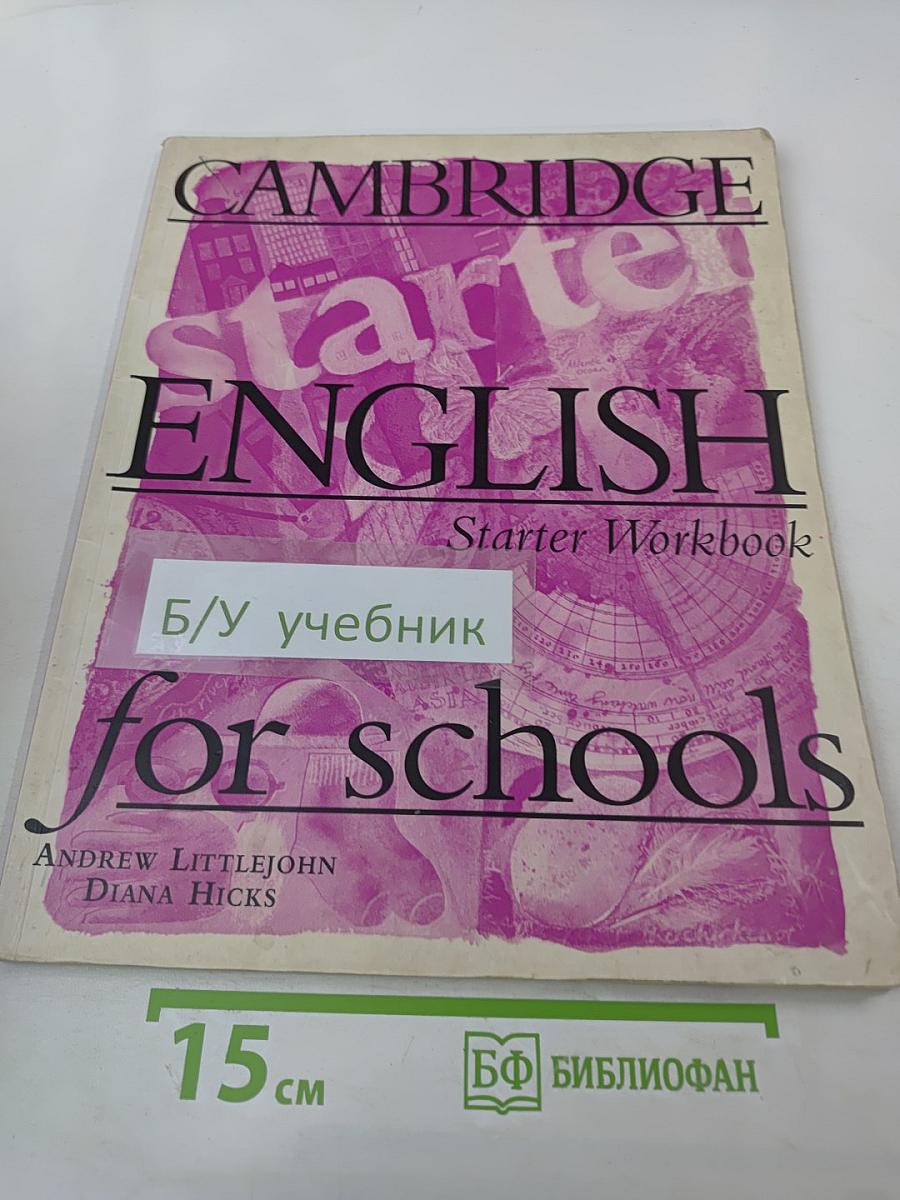 CAMBRIDGE
starter
ENGLISH
Starter Workbook
Б/У учебник
for schools
ANDREW LITTLEJOHN
DIANA HICKS
15 см
БФ БИБЛИОФАН